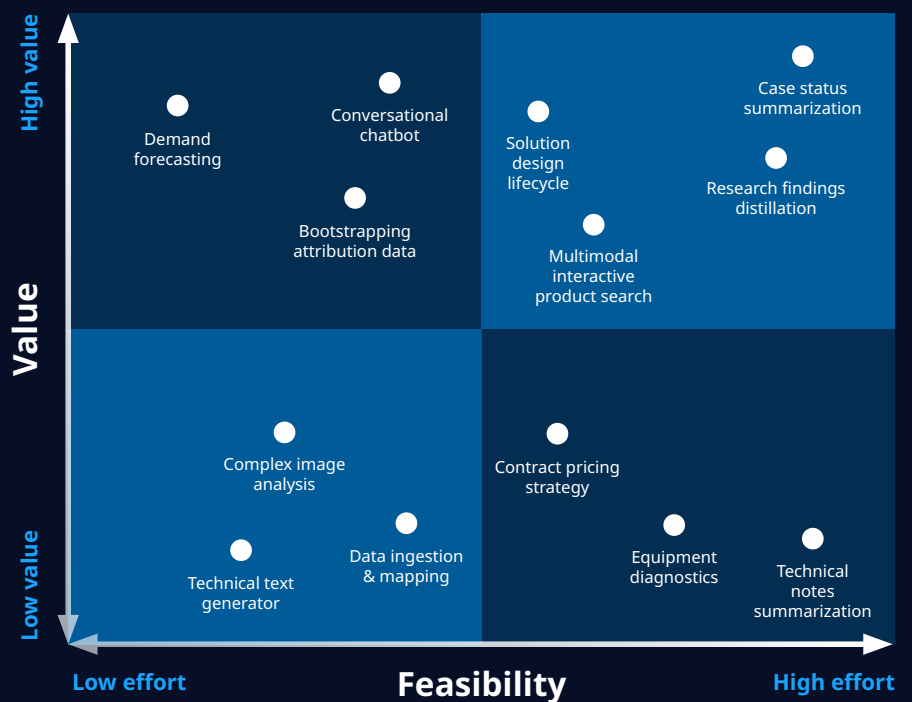 High value
Case status
summarization
Conversational
chatbot
Demand
forecasting
Solution
design
lifecycle
Research findings
distillation
Bootstrapping
attribution data
Multimodal
interactive
product search
Value
Complex image
analysis
Contract pricing
strategy
Data ingestion
& mapping
Equipment
diagnostics
Technical text
generator
Technical
notes
summarization
Low value
Low effort
Feasibility
High effort